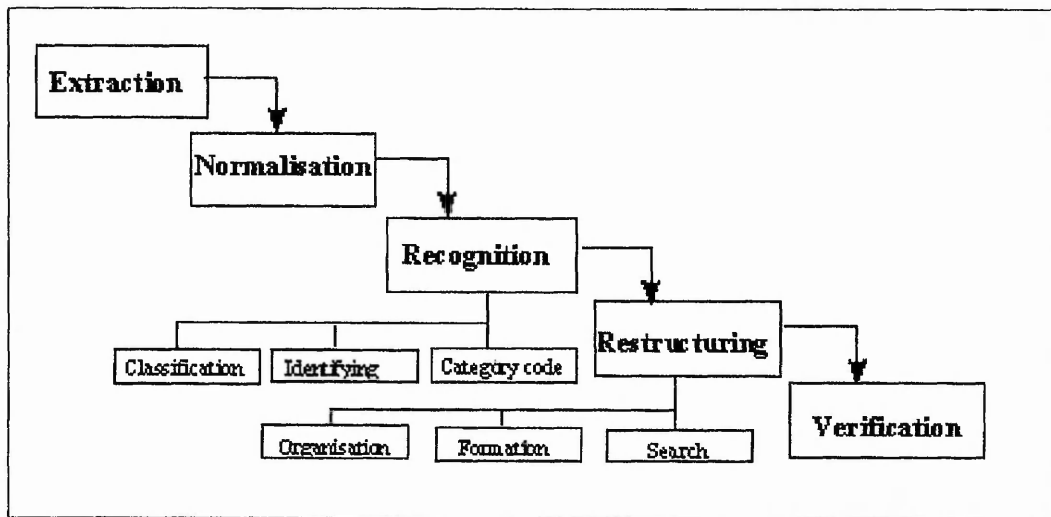 Extraction
Normalisation
Recognition
Restructuring
Classification
Identifying
Category code
Verification
Organisation
Formation
Search